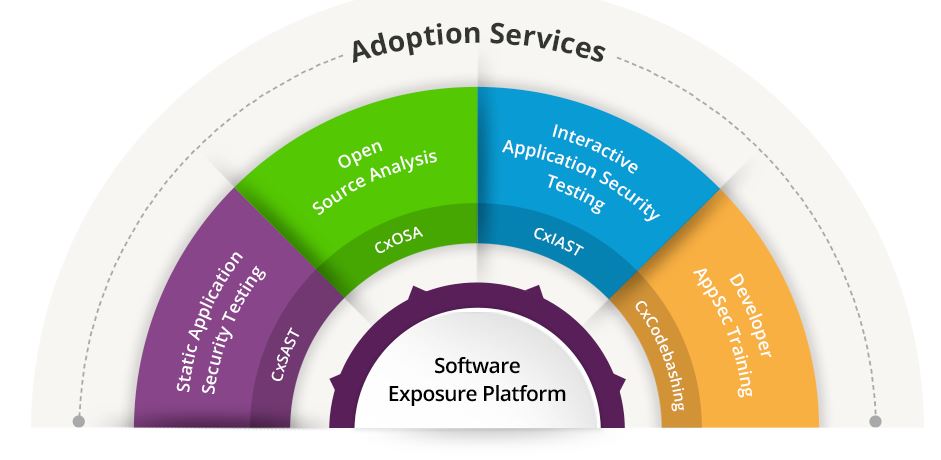 Adoption Services
Static Application
Security Testing
CxSAST
Open
Source Analysis
CxOSA
Interactive
Application Security
Testing
CxIAST
Developer
AppSec Training
CxCodebashing
Software
Exposure Platform